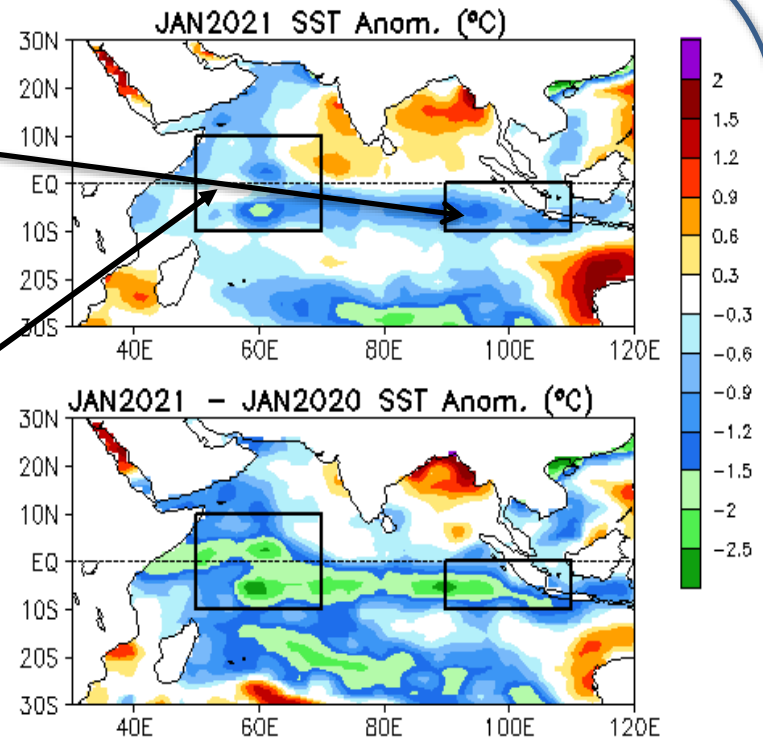 JAN2021 SST Anom. (ºC)
30N
20N
10N
EQ
10S
20S
30S
40E 60E 80E 100E 120E
JAN2021 - JAN2020 SST Anom. (ºC)
30N
20N
10N
EQ
10S
20S
30S
40E 60E 80E 100E 120E
2
1.5
1.2
0.9
0.6
0.3
-0.3
-0.6
-0.9
-1.2
-1.5
-2
-2.5